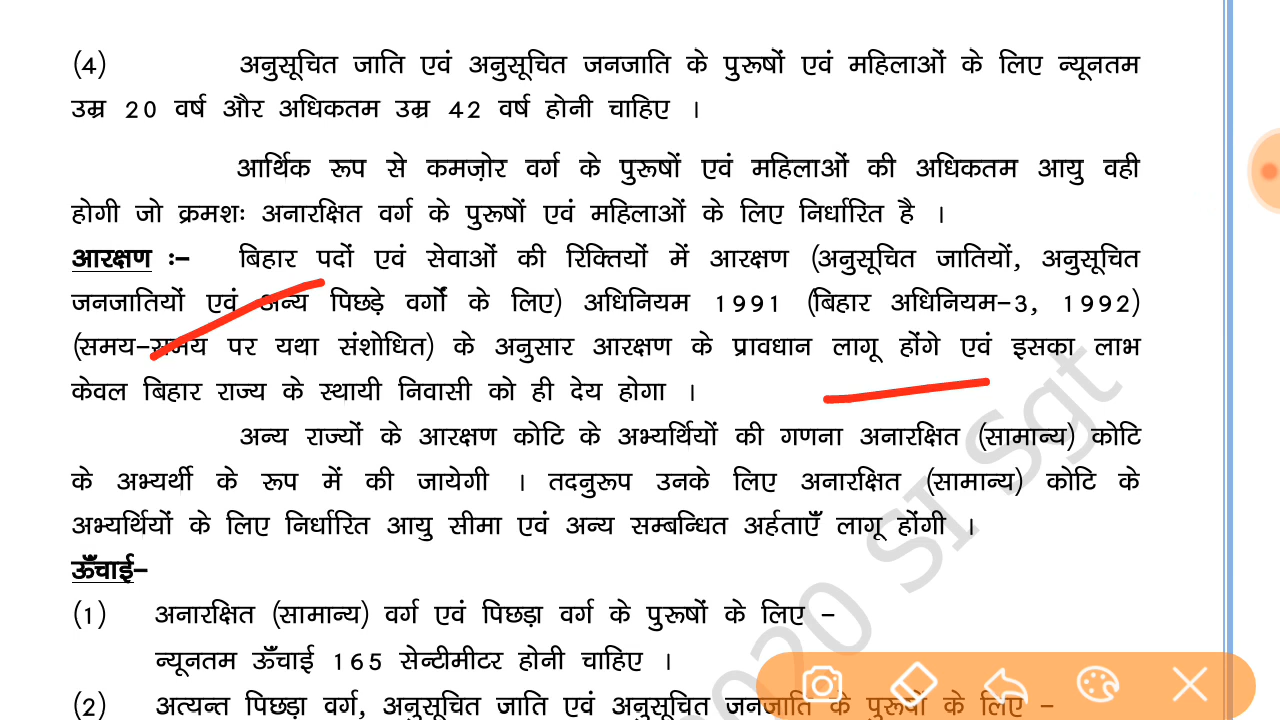 (4) अनुसूचित जाति एवं अनुसूचित जनजाति के पुरूषों एवं महिलाओं के लिए न्यूनतम
उम्र 20 वर्ष और अधिकतम उम्र 42 वर्ष होनी चाहिए ।
आर्थिक रूप से कमज़ोर वर्ग के पुरूषों एवं महिलाओं की अधिकतम आयु वही
होगी जो क्रमशः अनारक्षित वर्ग के पुरूषों एवं महिलाओं के लिए निर्धारित है ।
आरक्षण :- बिहार पदों एवं सेवाओं की रिक्तियों में आरक्षण (अनुसूचित जातियों, अनुसूचित
जनजातियों एवं अन्य पिछड़े वर्गों के लिए) अधिनियम 1991 (बिहार अधिनियम-3, 1992)
(समय-समय पर यथा संशोधित) के अनुसार आरक्षण के प्रावधान लागू होंगे एवं इसका लाभ
केवल बिहार राज्य के स्थायी निवासी को ही देय होगा ।
अन्य राज्यों के आरक्षण कोटि के अभ्यर्थियों की गणना अनारक्षित (सामान्य) कोटि
के अभ्यर्थी के रूप में की जायेगी । तदनुरूप उनके लिए अनारक्षित (सामान्य) कोटि के
अभ्यर्थियों के लिए निर्धारित आयु सीमा एवं अन्य सम्बन्धित अर्हताएँ लागू होंगी ।
ऊँचाई-
(1) अनारक्षित (सामान्य) वर्ग एवं पिछड़ा वर्ग के पुरूषों के लिए -
न्यूनतम ऊँचाई 165 सेन्टीमीटर होनी चाहिए ।
(2) अत्यन्त पिछड़ा वर्ग, अनुसूचित जाति एवं अनुसूचित जनजाति के पुरूषों के लिए -
2020 SI Sgt